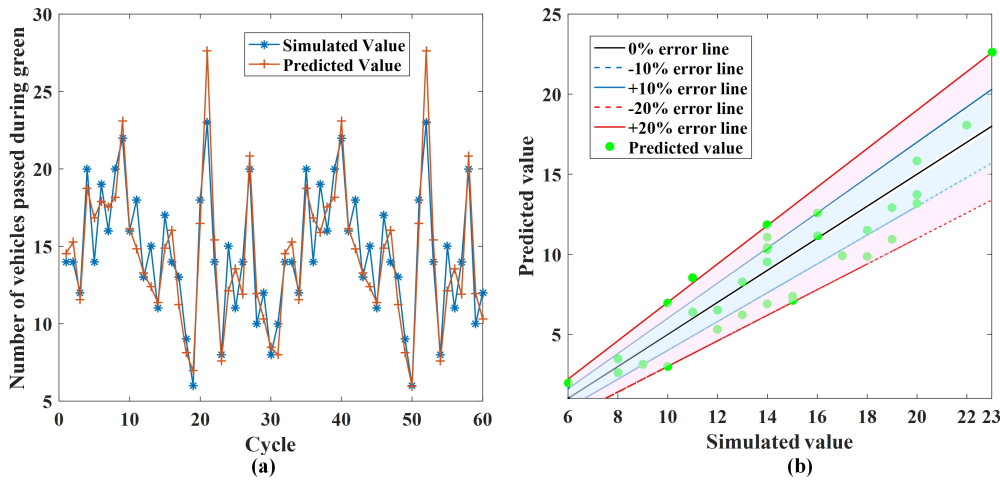 (a)
Number of vehicles passed during green
30
25
20
15
10
5
Simulated Value
Predicted Value
0
10
20
30
40
50
60
Cycle
(a)
(b)
Predicted value
25
20
15
10
5
0% error line
-10% error line
+10% error line
-20% error line
+20% error line
Predicted value
6
8
10
12
14
16
18
20
22
23
Simulated value
(b)